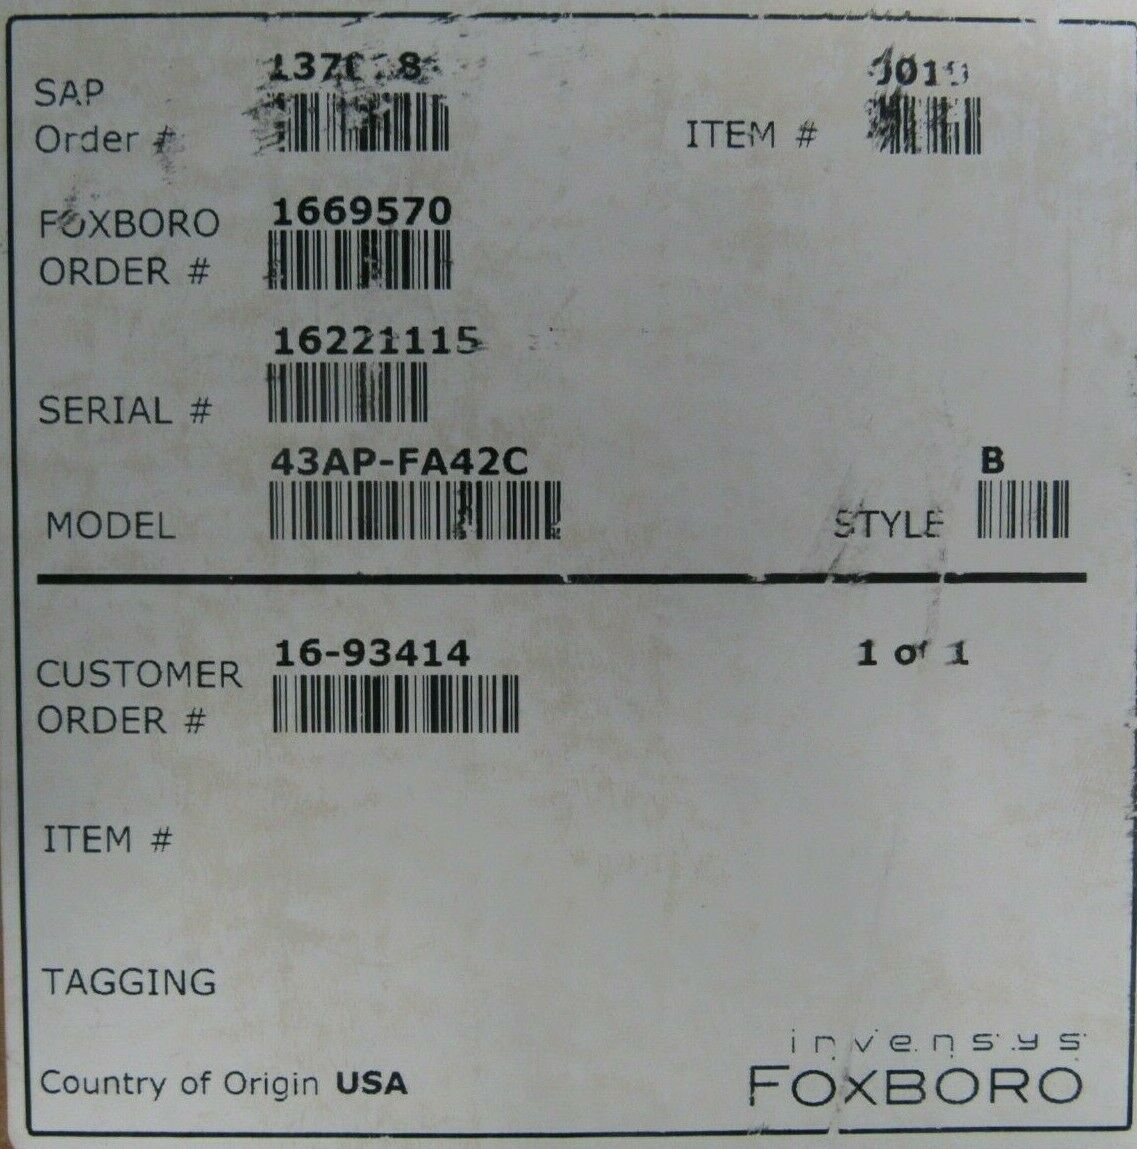 SAP
Order #
ITEM #
FOXBORO
ORDER #
1669570
SERIAL #
16221115
MODEL
43AP-FA42C
STYLE
B
CUSTOMER
ORDER #
16-93414
1 of 1
ITEM #
TAGGING
Country of Origin USA
invensys
FOXBORO